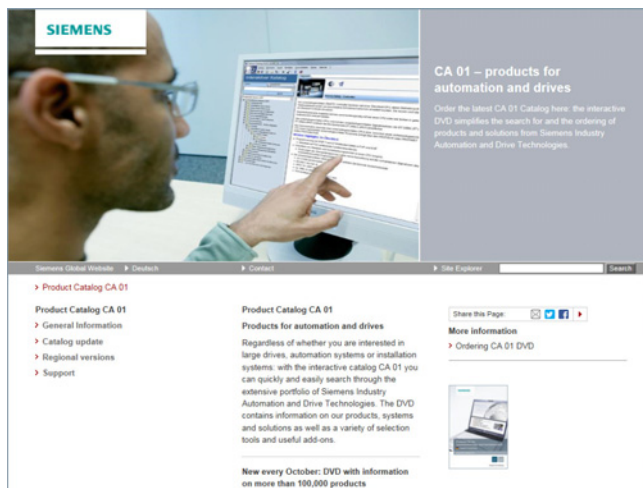 SIEMENS
CA 01 – products for
automation and drives
Order the latest CA 01 Catalog here: the interactive
DVD simplifies the search for and the ordering of
products and solutions from Siemens Industry
Automation and Drive Technologies.
Siemens Global Website
Deutsch
Contact
Site Explorer
Search
Product Catalog CA 01
Product Catalog CA 01
General Information
Catalog update
Regional versions
Support
Product Catalog CA 01
Products for automation and drives
Regardless of whether you are interested in
large drives, automation systems or installation
systems: with the interactive catalog CA 01 you
can quickly and easily search through the
extensive portfolio of Siemens Industry
Automation and Drive Technologies. The DVD
contains information on our products, systems
and solutions as well as a variety of selection
tools and useful add-ons.
New every October: DVD with information
on more than 100,000 products
Share this Page:
More information
Ordering CA 01 DVD